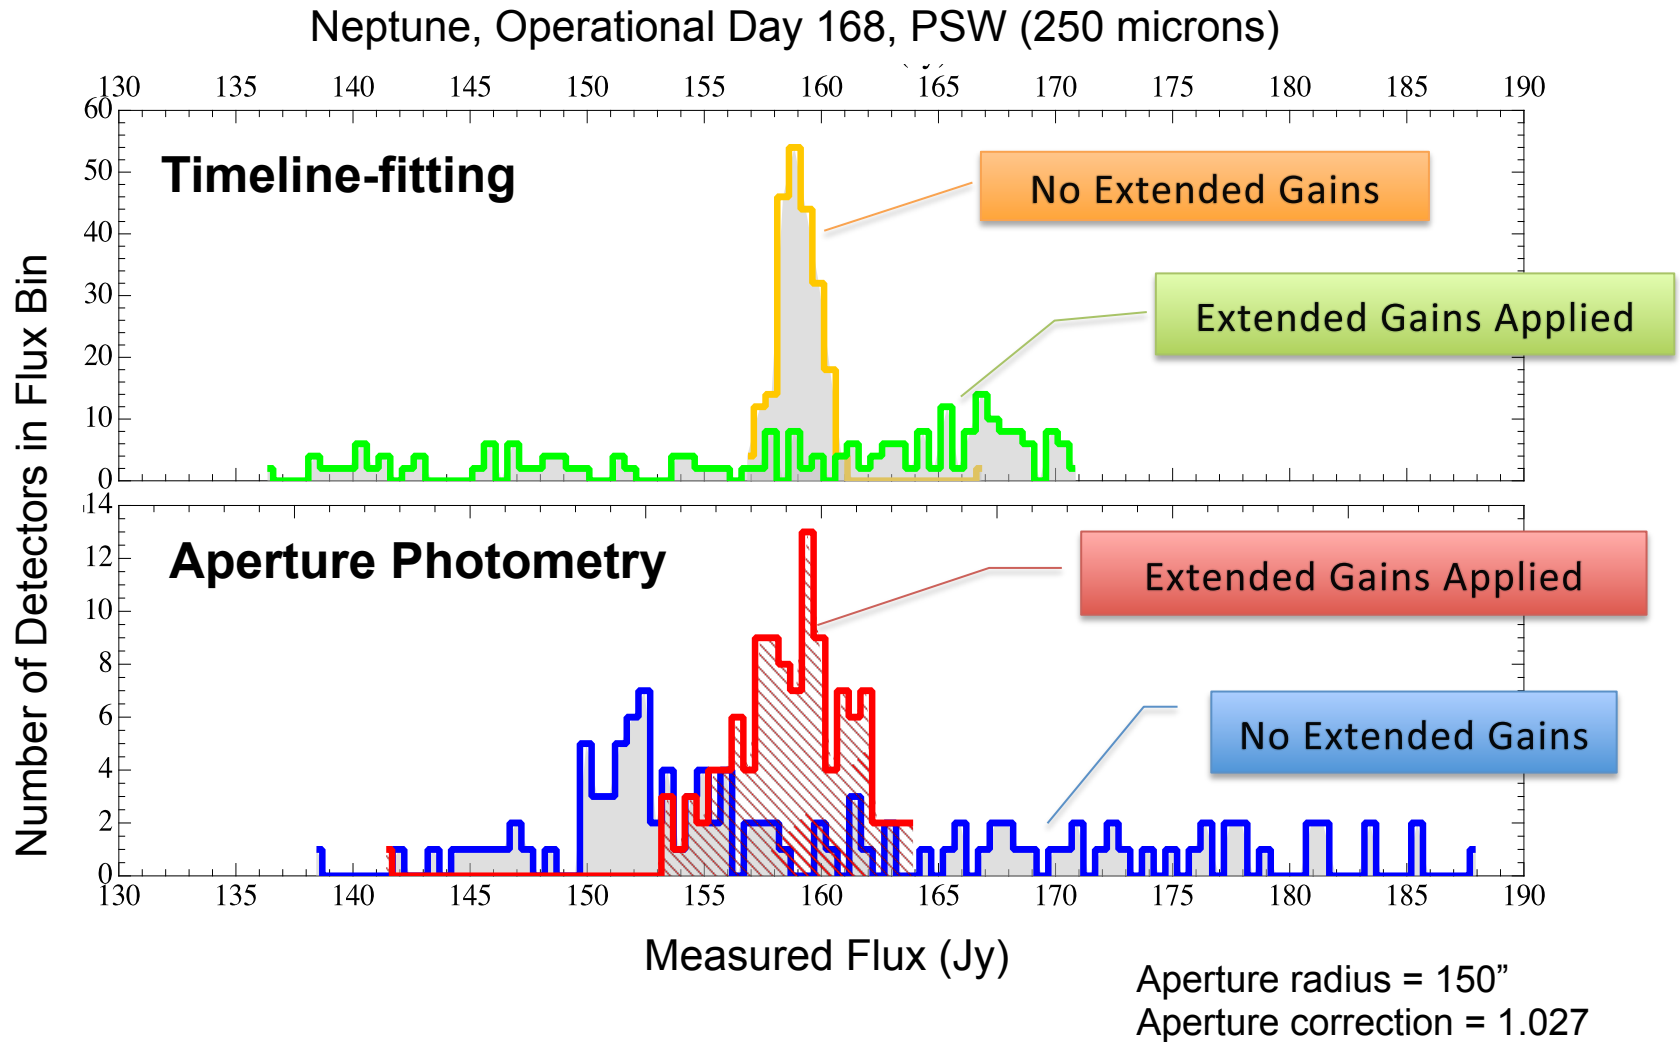 Neptune, Operational Day 168, PSW (250 microns)
130 135 140 145 150 155 160 165 170 175 180 185 190
60
50
40
30
20
10
0
Timeline-fitting
No Extended Gains
Extended Gains Applied
Number of Detectors in Flux Bin
14
12
10
8
6
4
2
0
Aperture Photometry
Extended Gains Applied
No Extended Gains
130 135 140 145 150 155 160 165 170 175 180 185 190
Measured Flux (Jy)
Aperture radius = 150”
Aperture correction = 1.027